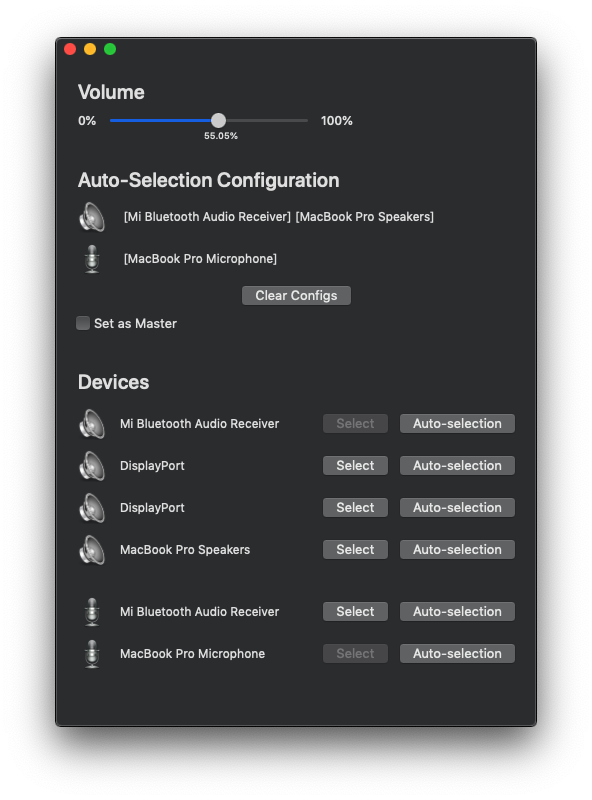 Volume
0% 100%
55.05%
Auto-Selection Configuration
[Mi Bluetooth Audio Receiver] [MacBook Pro Speakers]
[MacBook Pro Microphone]
Clear Configs
Set as Master
Devices
Mi Bluetooth Audio Receiver Select Auto-selection
DisplayPort Select Auto-selection
DisplayPort Select Auto-selection
MacBook Pro Speakers Select Auto-selection
Mi Bluetooth Audio Receiver Select Auto-selection
MacBook Pro Microphone Select Auto-selection